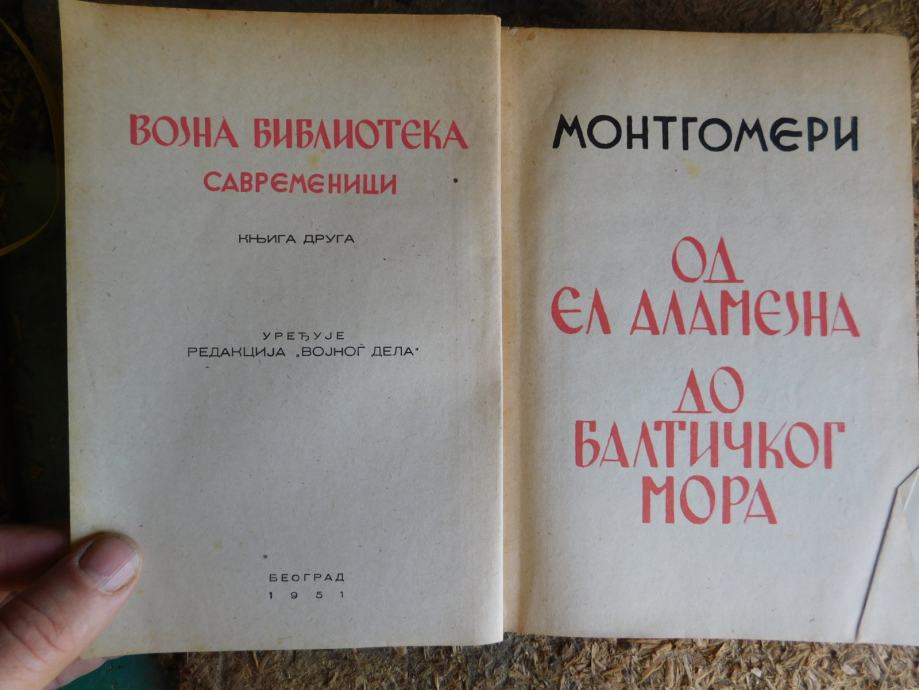 ВОЈНА БИБЛИОТЕКА
САВРЕМЕНИЦИ
КЊИГА ДРУГА
УРЕЂУЈЕ
РЕДАКЦИЈА „ВОЈНОГ ДЕЛА"
БЕОГРАД
1951
МОНТГОМЕРИ
ОД
ЕЛ АЛАМЕЈНА
ДО
БАЛТИЧКОГ
МОРА